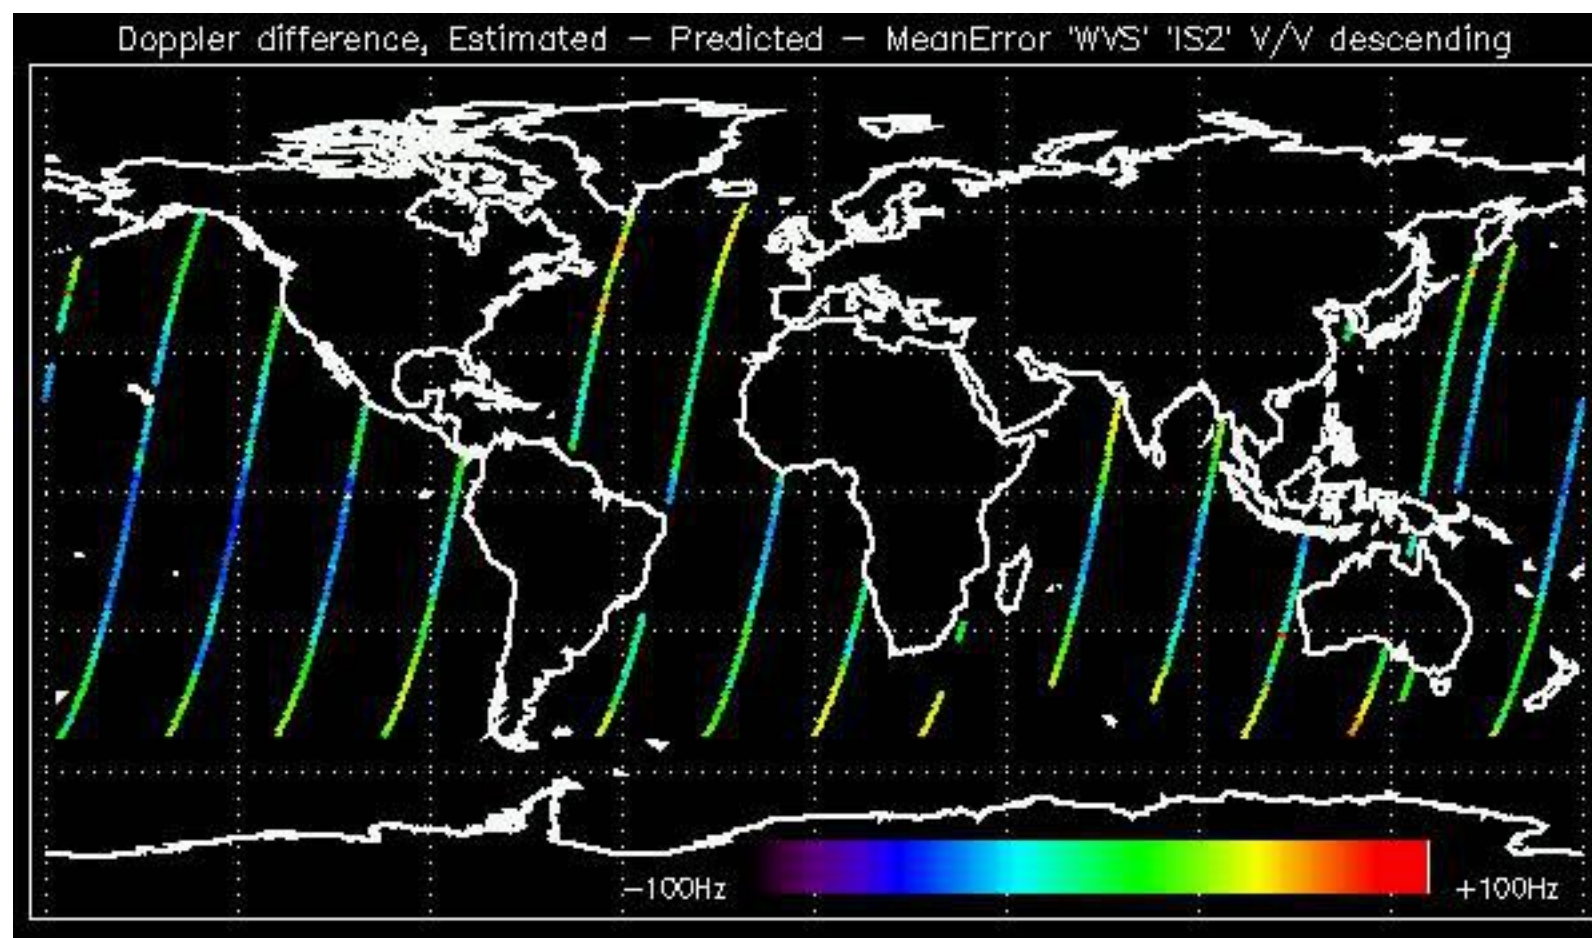 Doppler difference, Estimated − Predicted − MeanError 'WVS' 'IS2' V/V descending
−100Hz
+100Hz